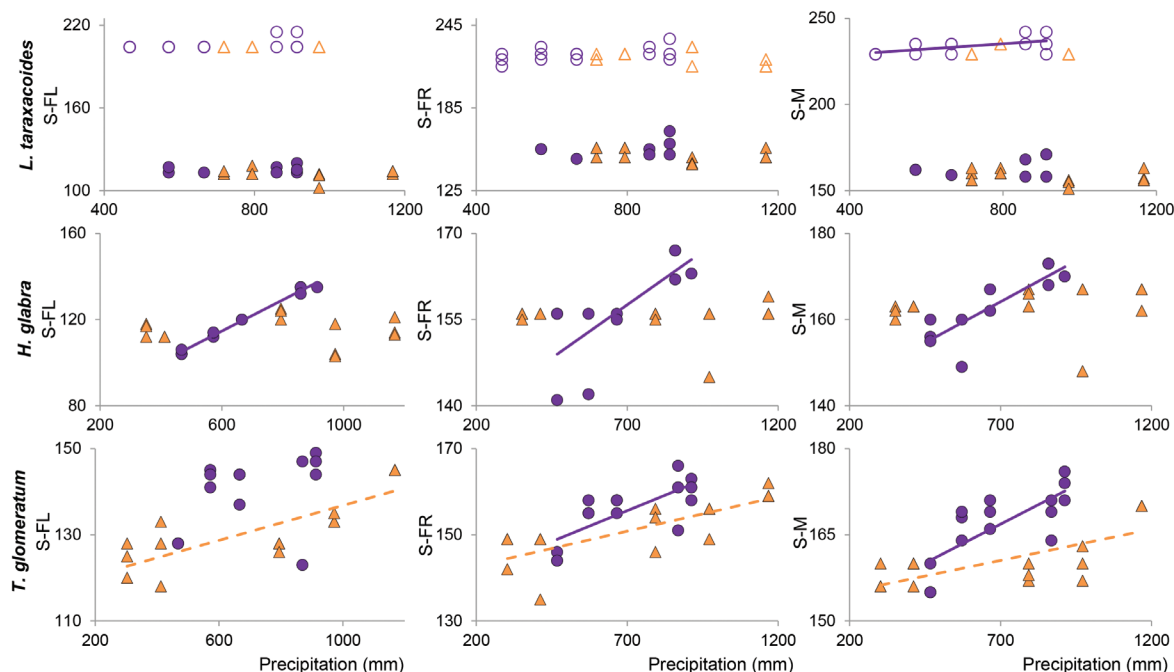 L. taraxacoides
S-FL
220
160
100
400 800 1200
S-FR
245
185
125
400 800 1200
S-M
250
200
150
400 800 1200
H. glabra
S-FL
160
120
80
200 600 1000
S-FR
170
155
140
200 700 1200
S-M
180
160
140
200 700 1200
T. glomeratum
S-FL
150
130
110
200 600 1000
Precipitation (mm)
S-FR
170
150
130
200 700 1200
Precipitation (mm)
S-M
180
165
150
200 700 1200
Precipitation (mm)